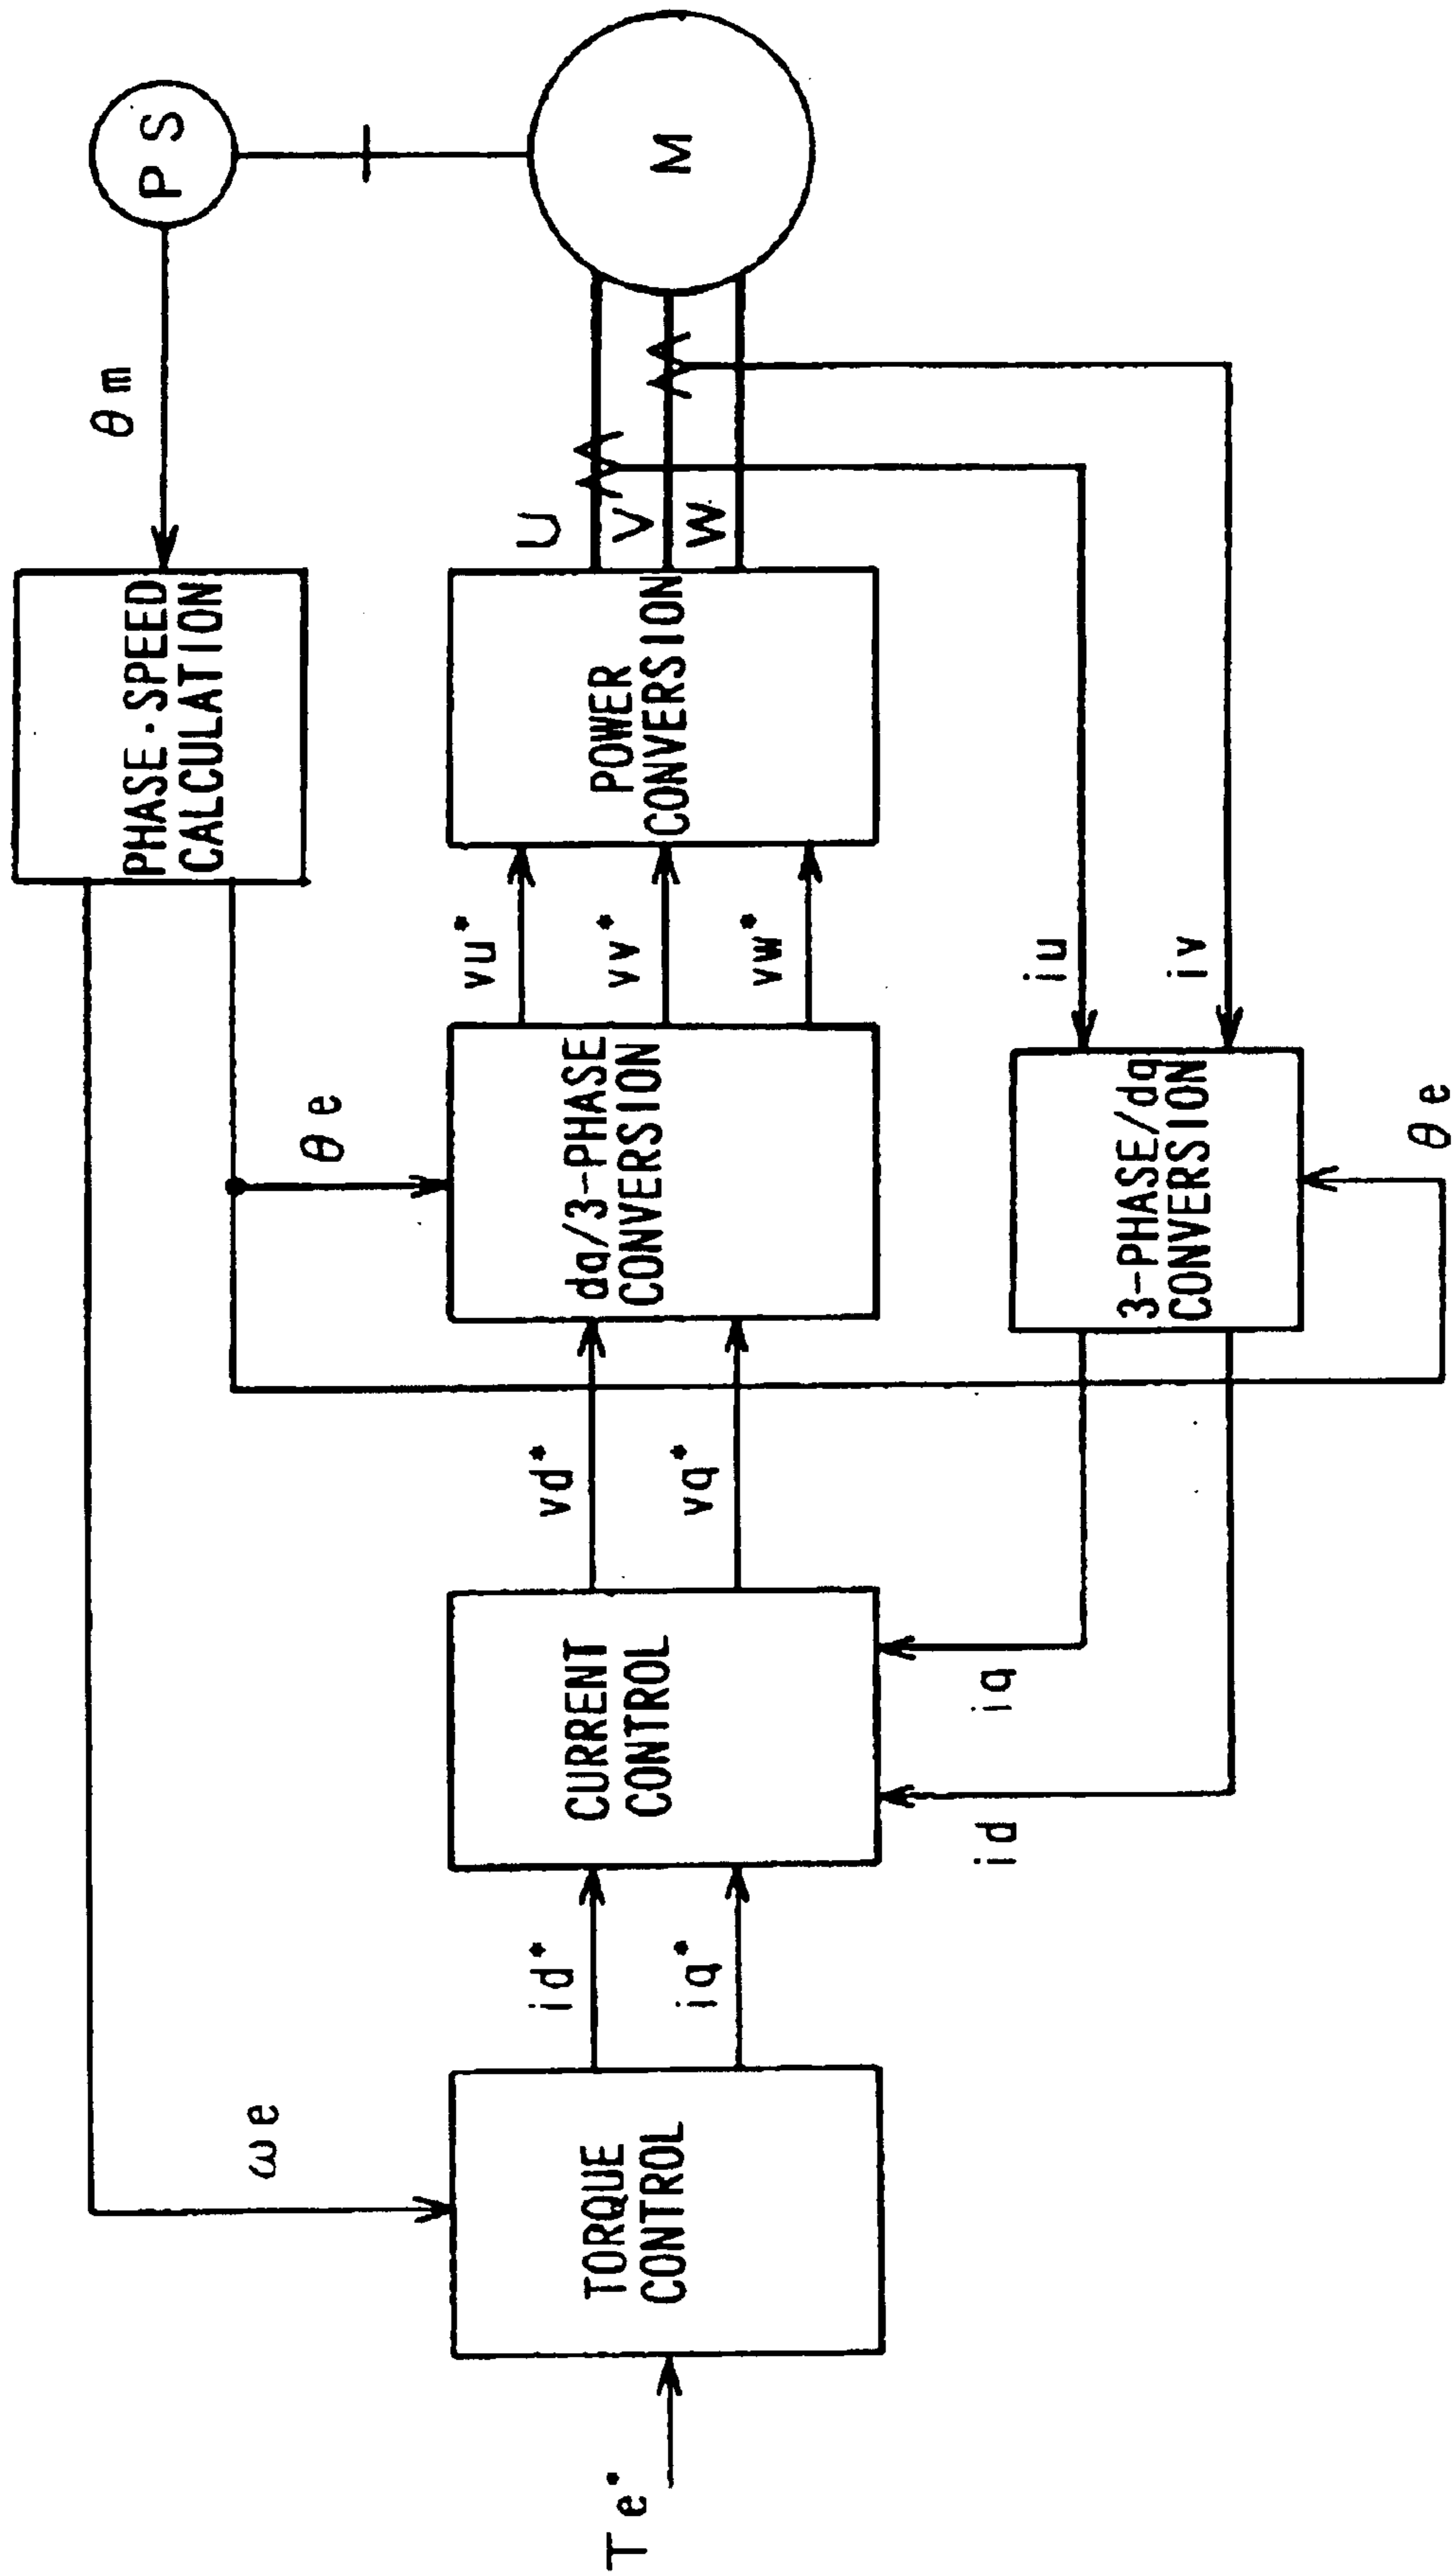 PS
θm
PHASE·SPEED
CALCULATION
M
U
V
W
POWER
CONVERSION
vu*
vv*
vw*
θe
dq/3-PHASE
CONVERSION
vd*
vq*
CURRENT
CONTROL
id*
iq*
ωe
TORQUE
CONTROL
Te*
iu
iv
3-PHASE/dq
CONVERSION
θe
iq
id